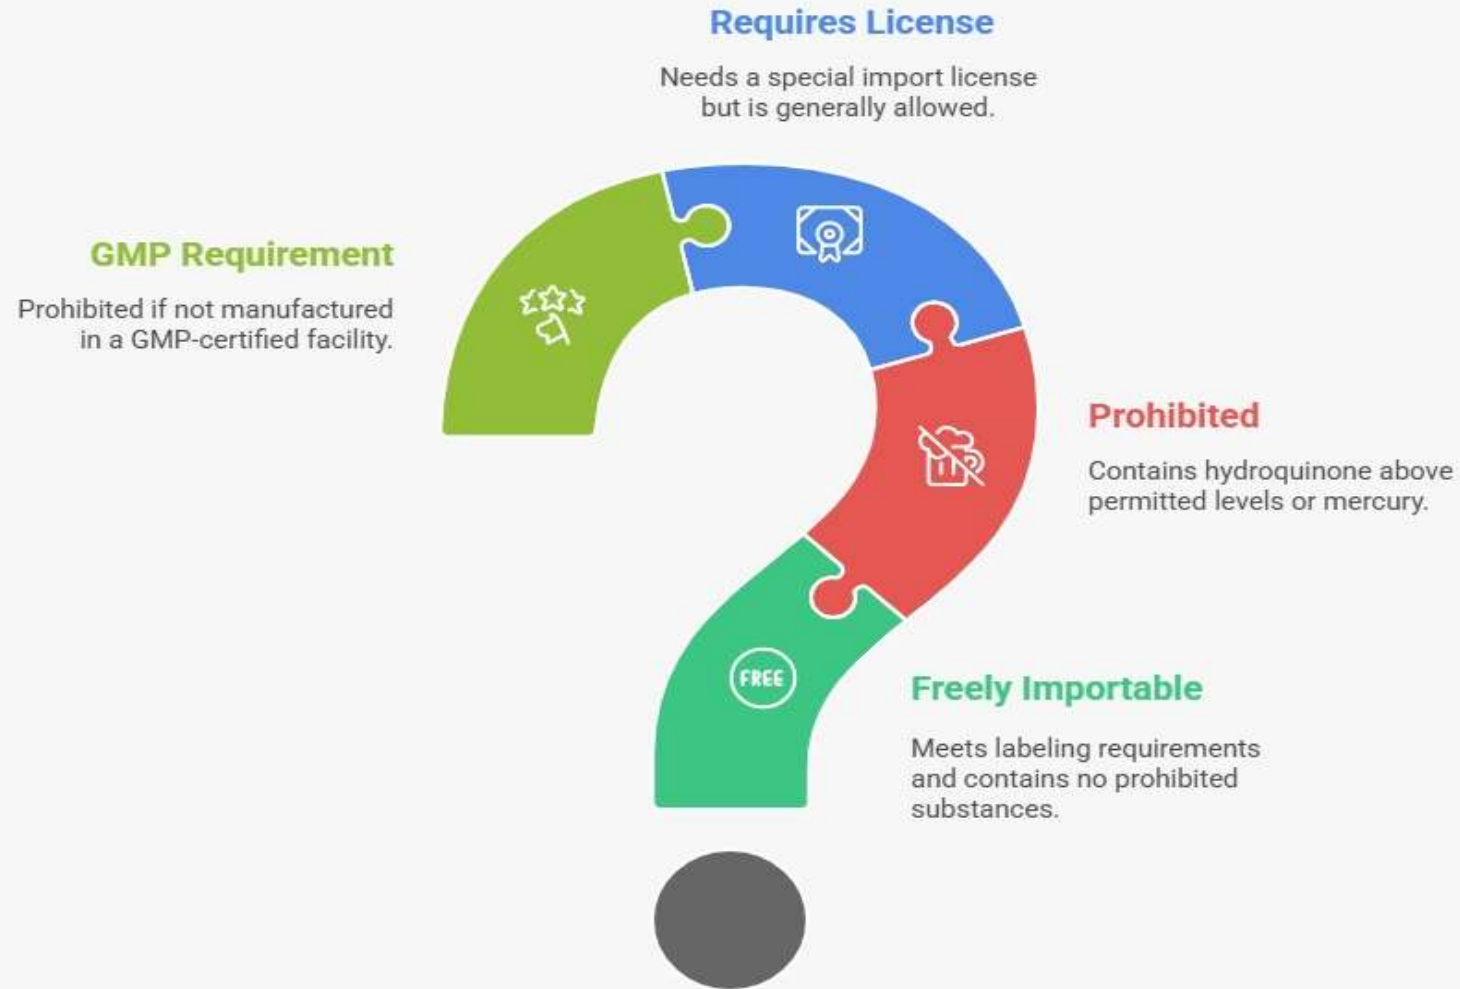 Requires License
Needs a special import license
but is generally allowed.
GMP Requirement
Prohibited if not manufactured
in a GMP-certified facility.
Prohibited
Contains hydroquinone above
permitted levels or mercury.
FREE
Freely Importable
Meets labeling requirements
and contains no prohibited
substances.